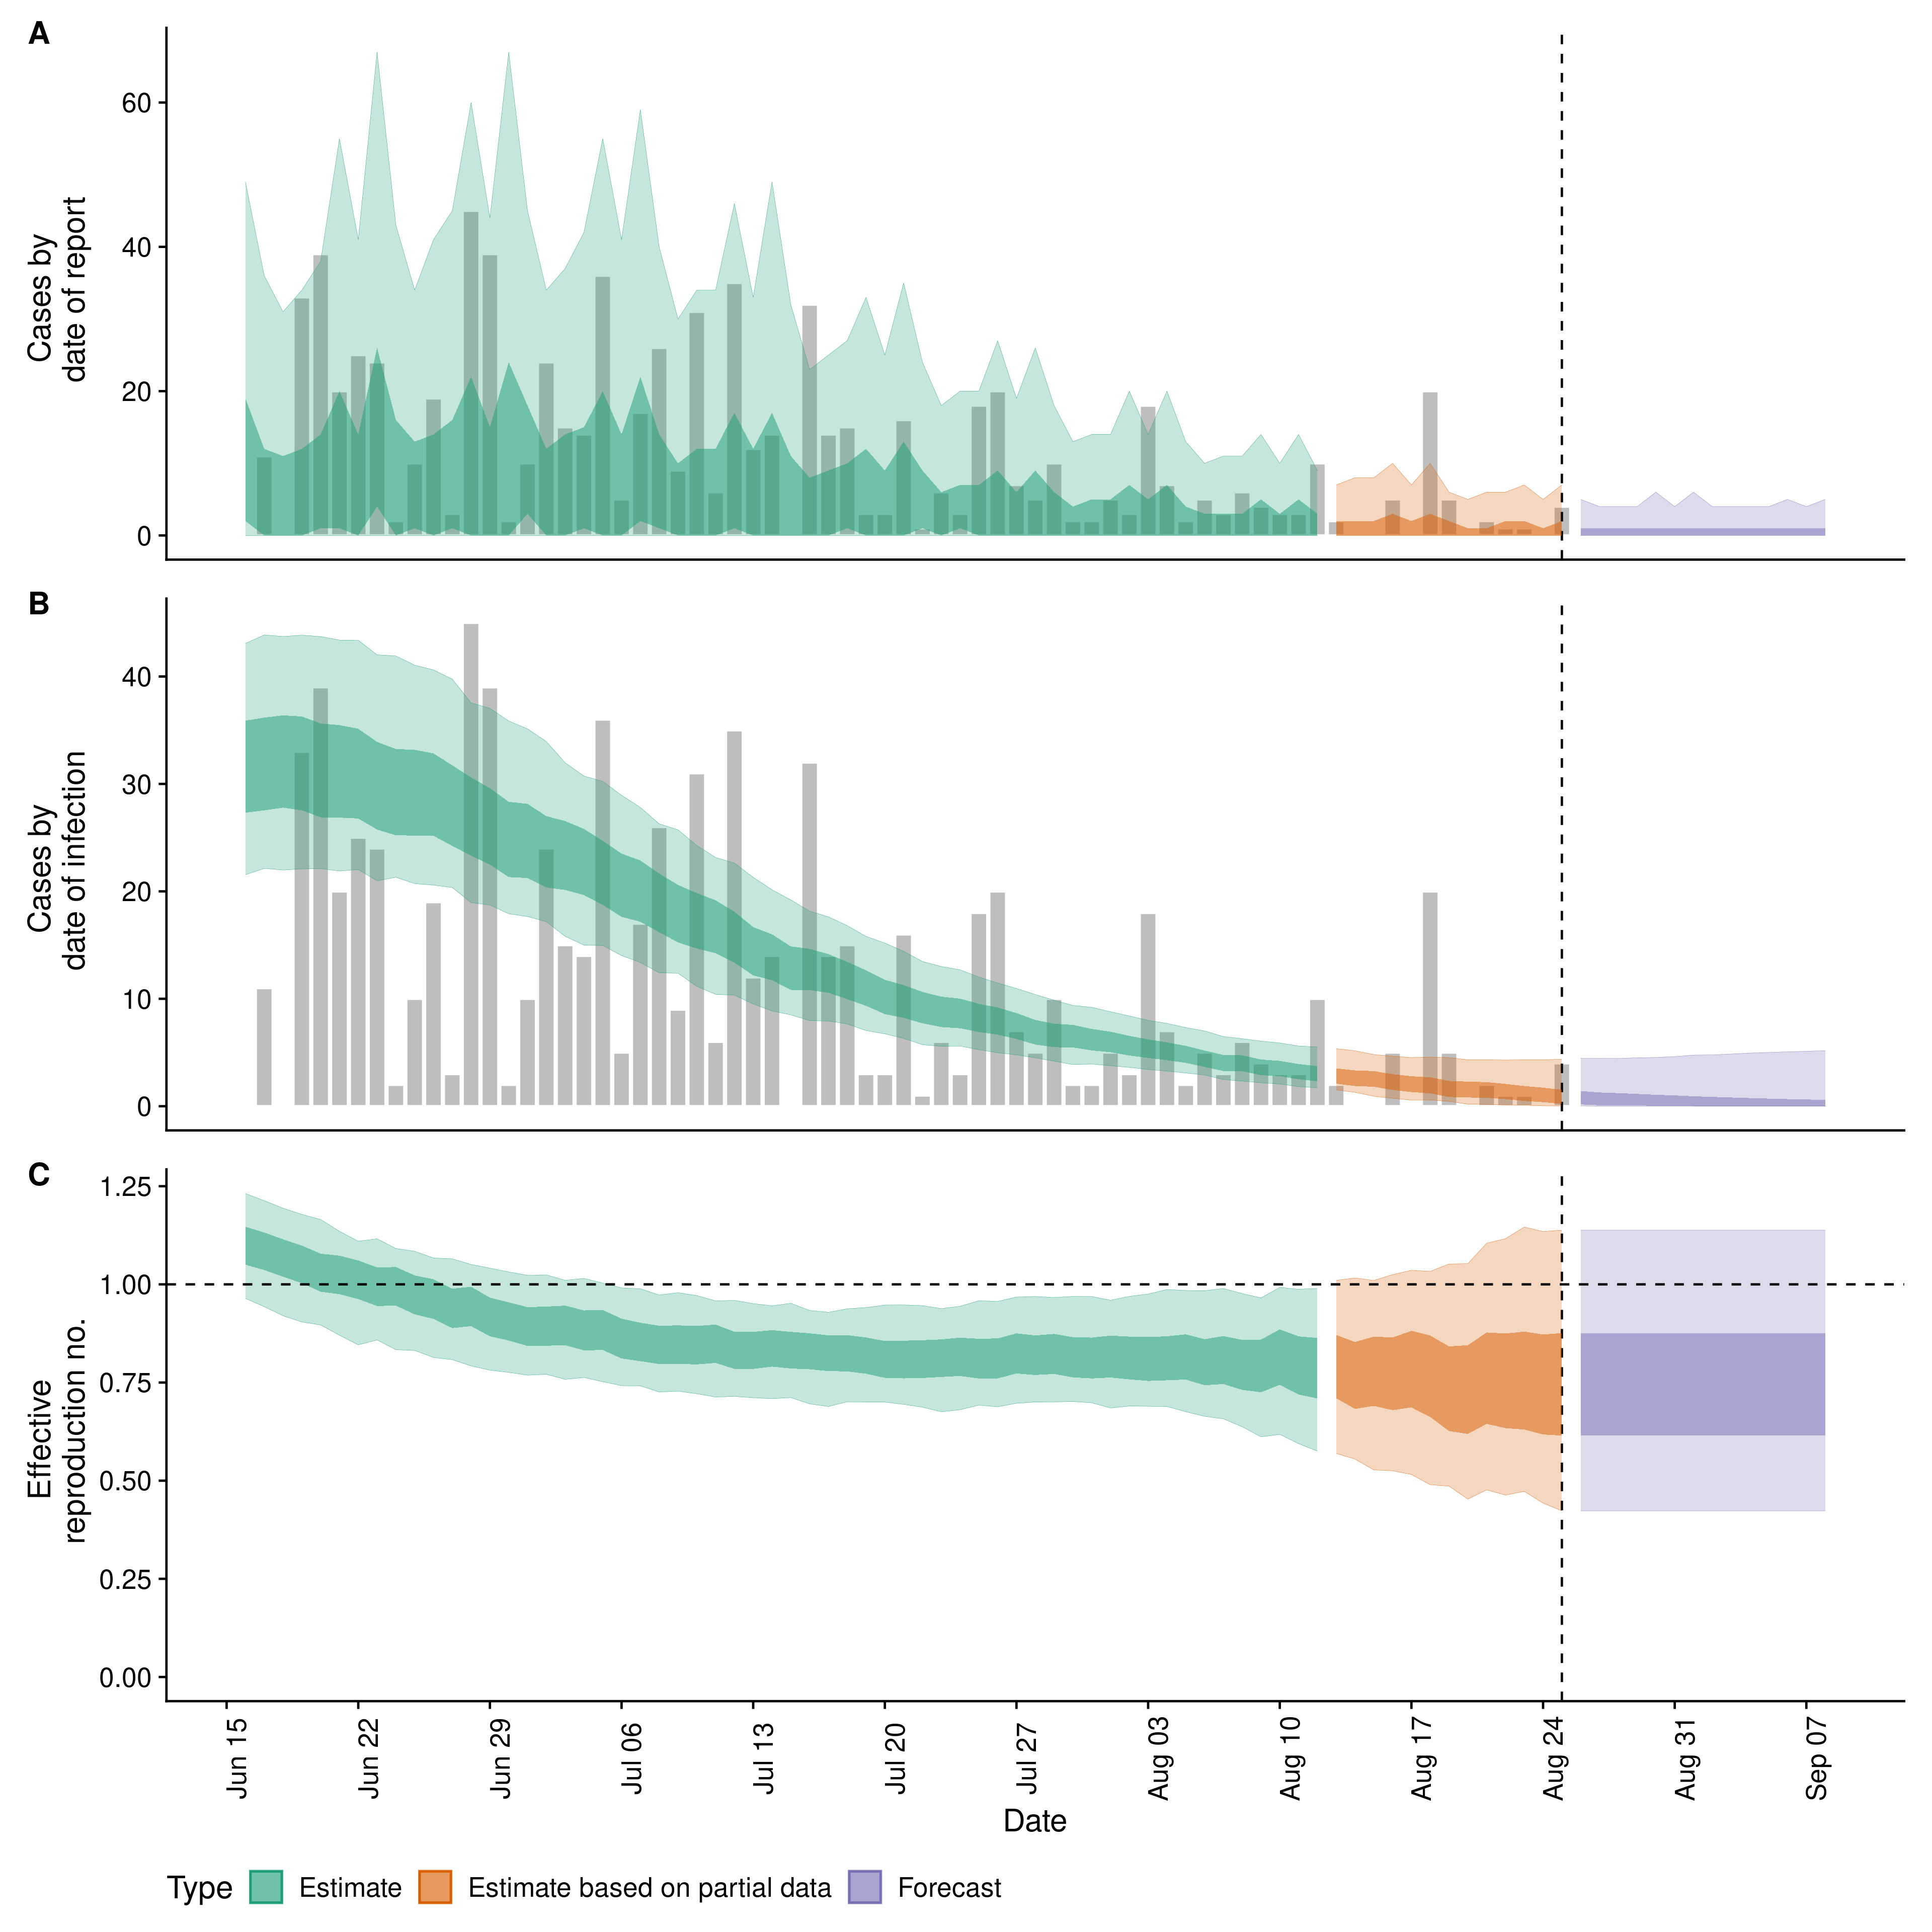 A
Cases by
date of report
60
40
20
0
B
Cases by
date of infection
40
30
20
10
0
C
Effective
reproduction no.
1.25
1.00
0.75
0.50
0.25
0.00
Jun 15
Jun 22
Jun 29
Jul 06
Jul 13
Jul 20
Jul 27
Aug 03
Aug 10
Aug 17
Aug 24
Aug 31
Sep 07
Date
Type
Estimate
Estimate based on partial data
Forecast